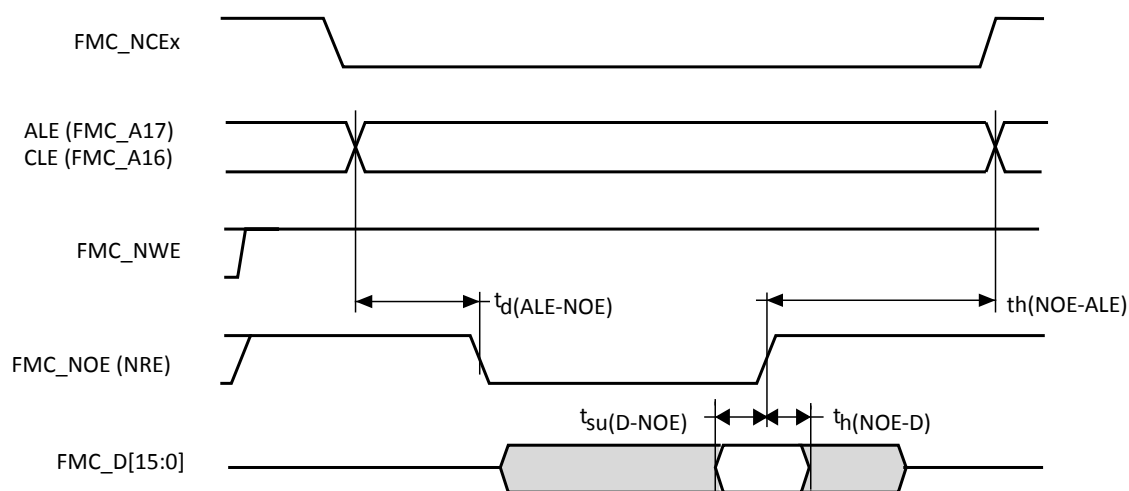 FMC_NCEx
ALE (FMC_A17)
CLE (FMC_A16)
FMC_NWE
td(ALE-NOE)
th(NOE-ALE)
FMC_NOE (NRE)
tsu(D-NOE)
th(NOE-D)
FMC_D[15:0]